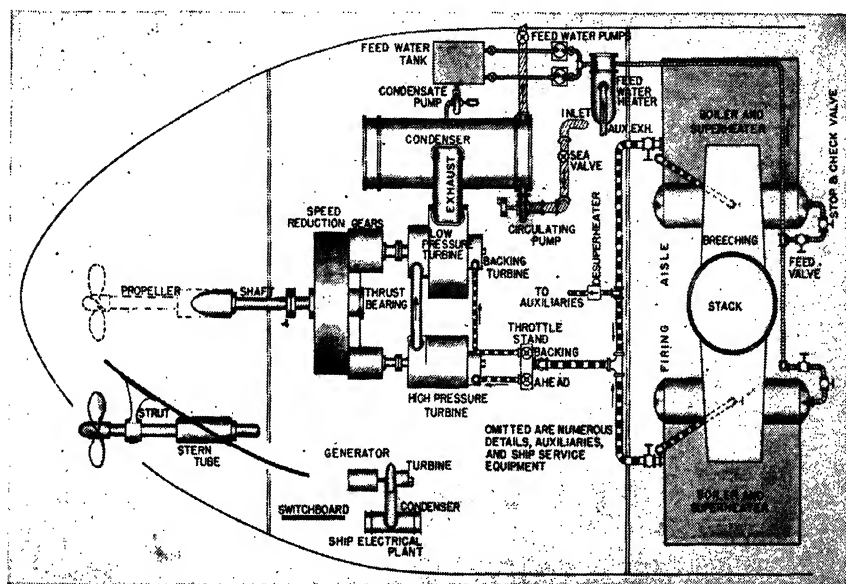 FEED WATER PUMPS
FEED WATER
TANK
CONDENSATE
PUMP
FEED
WATER
HEATER
INLET
AUX. EXH.
BOILER AND
SUPERHEATER
STOP & CHECK VALVE
CONDENSER
SEA
VALVE
EXHAUST
SPEED
REDUCTION GEARS
LOW
PRESSURE
TURBINE
CIRCULATING
PUMP
BACKING
TURBINE
DESUPERHEATER
BREECHING
FEED
VALVE
PROPELLER
SHAFT
THRUST
BEARING
TO
AUXILIARIES
FIRING AISLE
STACK
THROTTLE
STAND
BACKING
AHEAD
HIGH PRESSURE
TURBINE
STRUT
STERN
TUBE
OMITTED ARE NUMEROUS
DETAILS, AUXILIARIES,
AND SHIP SERVICE
EQUIPMENT
GENERATOR
TURBINE
CONDENSER
SWITCHBOARD
SHIP ELECTRICAL
PLANT
BOILER AND
SUPERHEATER